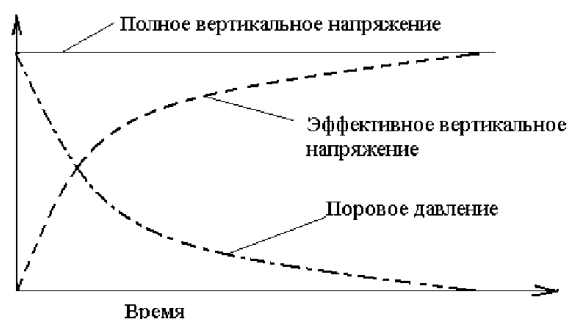 Полное вертикальное напряжение
Эффективное вертикальное
напряжение
Поровое давление
Время